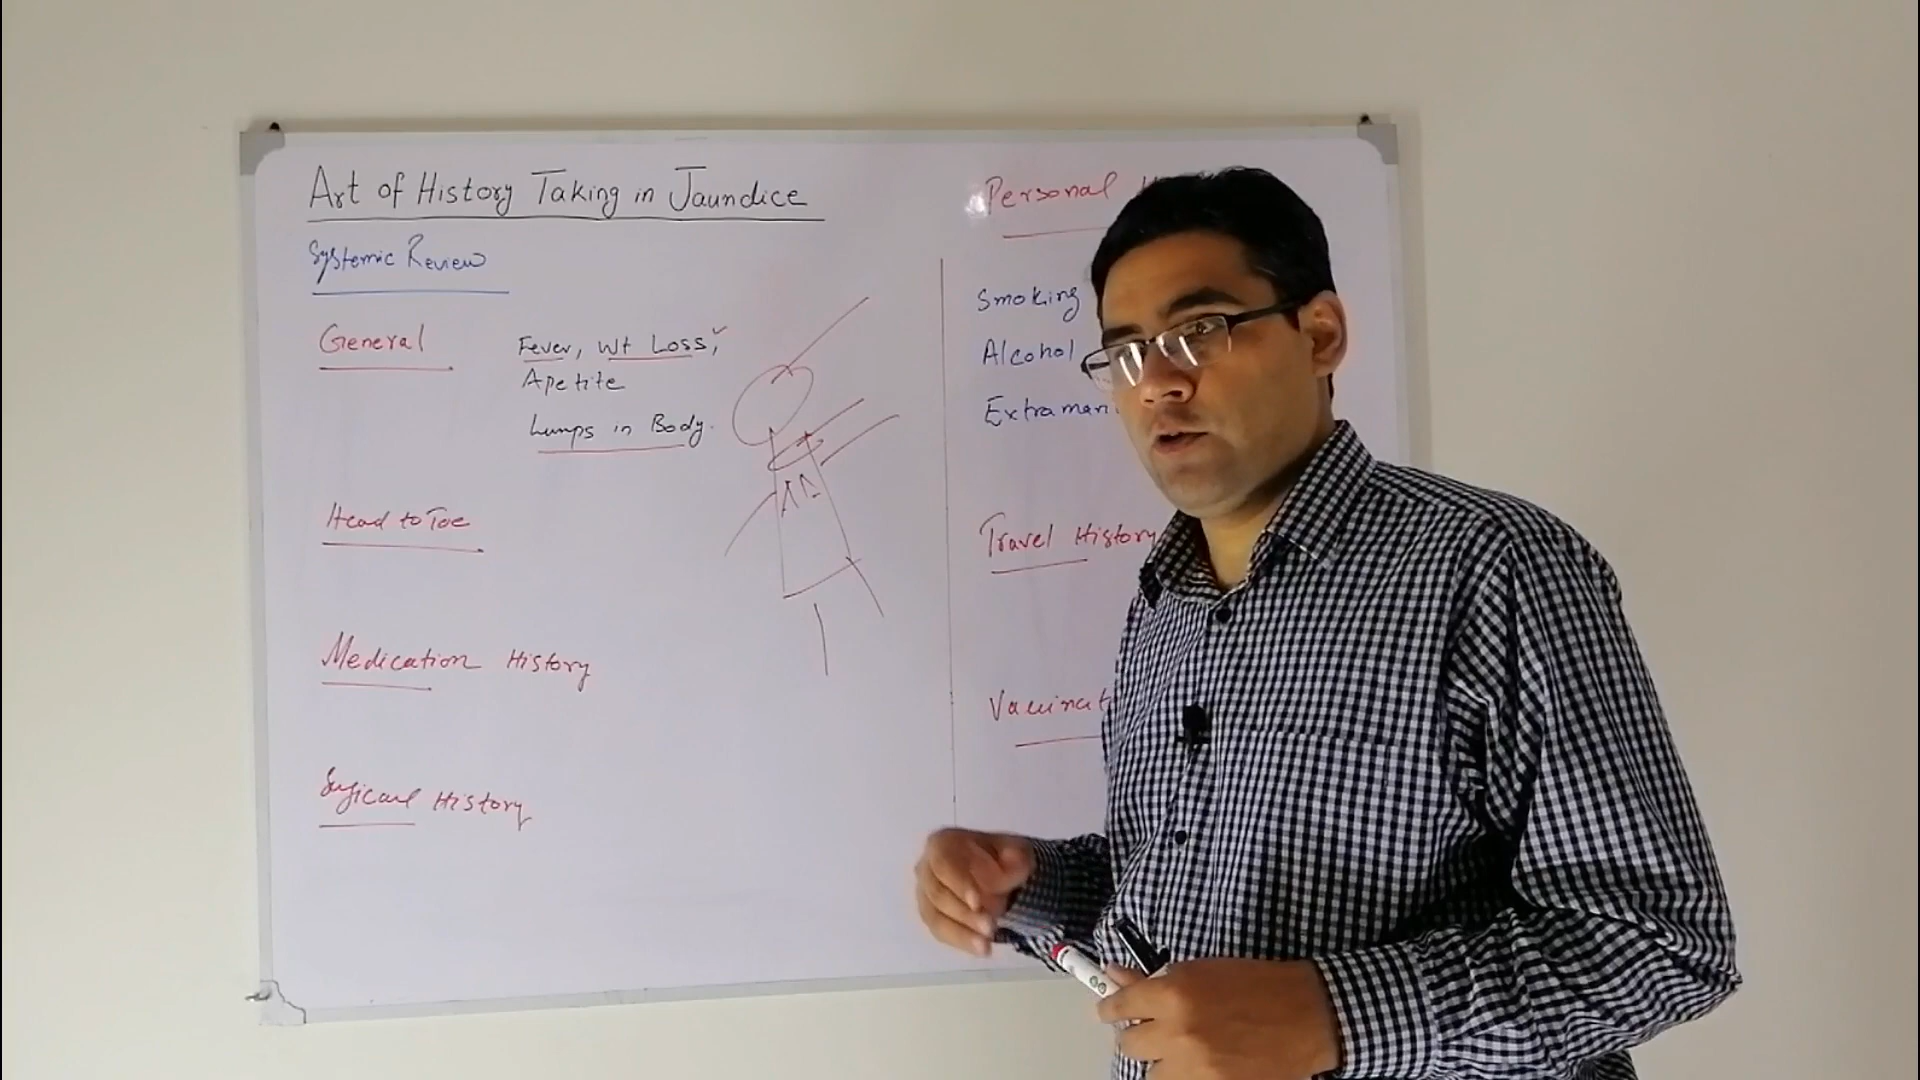 Art of History Taking in Jaundice
Systemic Review
General
Fever, Wt Loss,
Apetite
Lumps in Body.
Head to Toe
Medication History
History
Personal
Smoking
Alcohol
Travel History